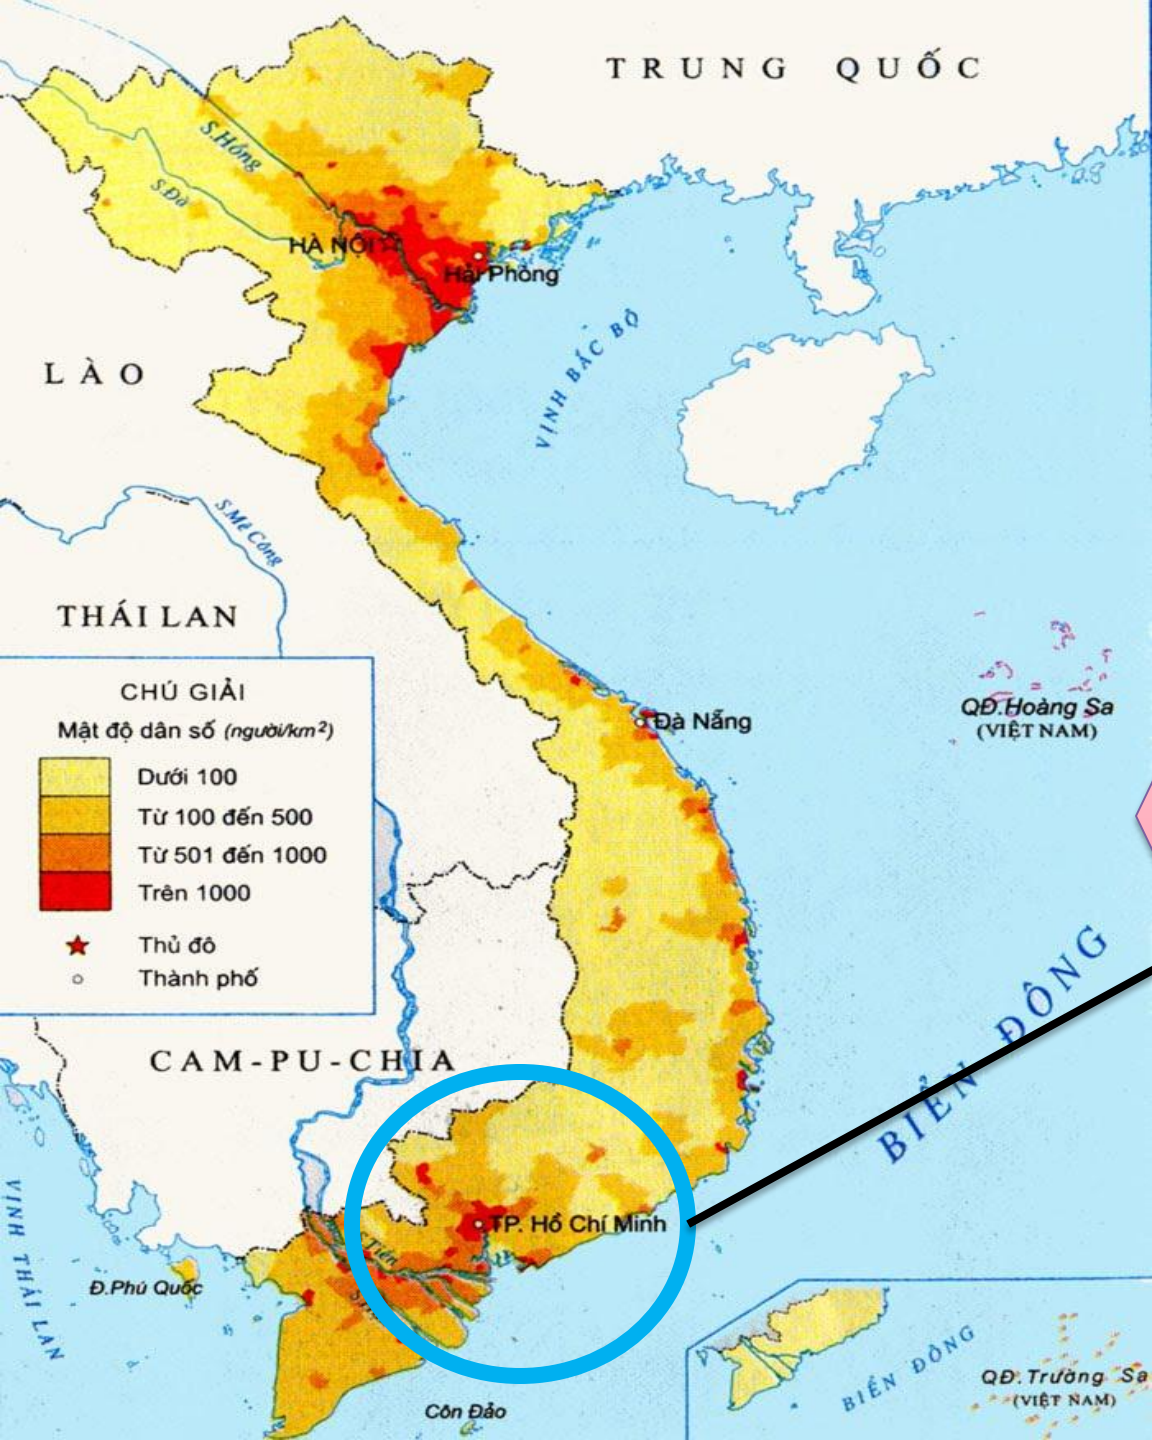 TRUNG QUỐC
S.Hồng
S.Đà
HÀ NỘI
Hải Phòng
VỊNH BẮC BỘ
LÀO
S.Mê Công
THÁI LAN
CHÚ GIẢI
Mật độ dân số (người/km²)
Dưới 100
Từ 100 đến 500
Từ 501 đến 1000
Trên 1000
Thủ đô
Thành phố
QĐ.Hoàng Sa
(VIỆT NAM)
Đà Nẵng
BIỂN ĐÔNG
CAM-PU-CHIA
VỊNH THÁI LAN
TP. Hồ Chí Minh
Tiền
Đ.Phú Quốc
Côn Đảo
BIỂN ĐÔNG
QĐ.Trường Sa
(VIỆT NAM)